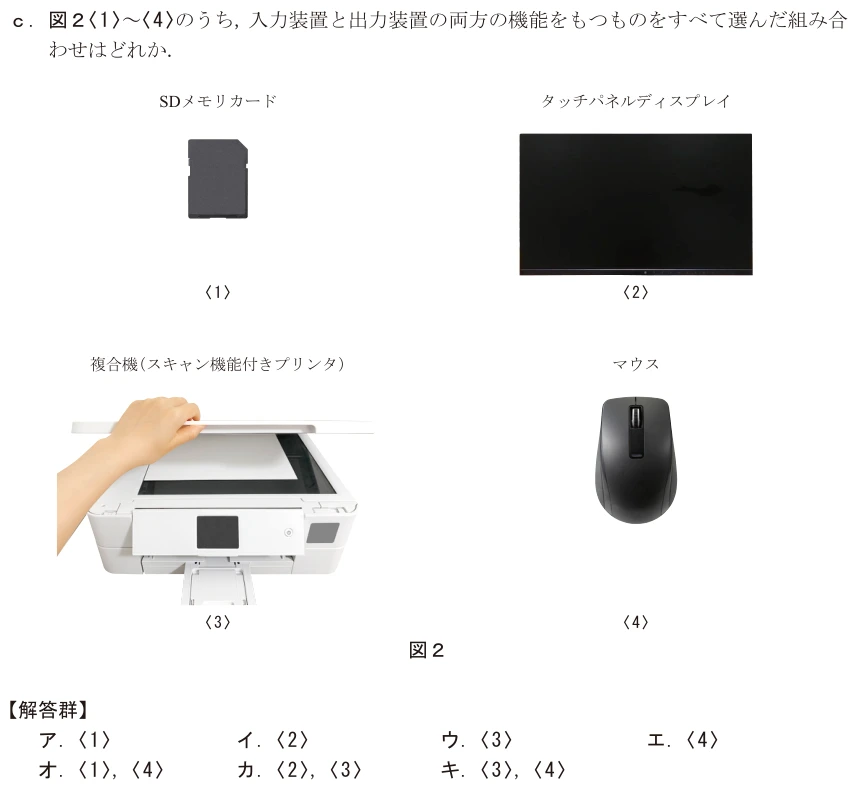 c．図２〈1〉～〈4〉のうち，入力装置と出力装置の両方の機能をもつものをすべて選んだ組み合
わせはどれか．
SDメモリカード
タッチパネルディスプレイ
〈1〉
〈2〉
複合機（スキャン機能付きプリンタ）
マウス
〈3〉
〈4〉
図２
【解答群】
ア．〈1〉 イ．〈2〉 ウ．〈3〉 エ．〈4〉
オ．〈1〉，〈4〉 カ．〈2〉，〈3〉 キ．〈3〉，〈4〉